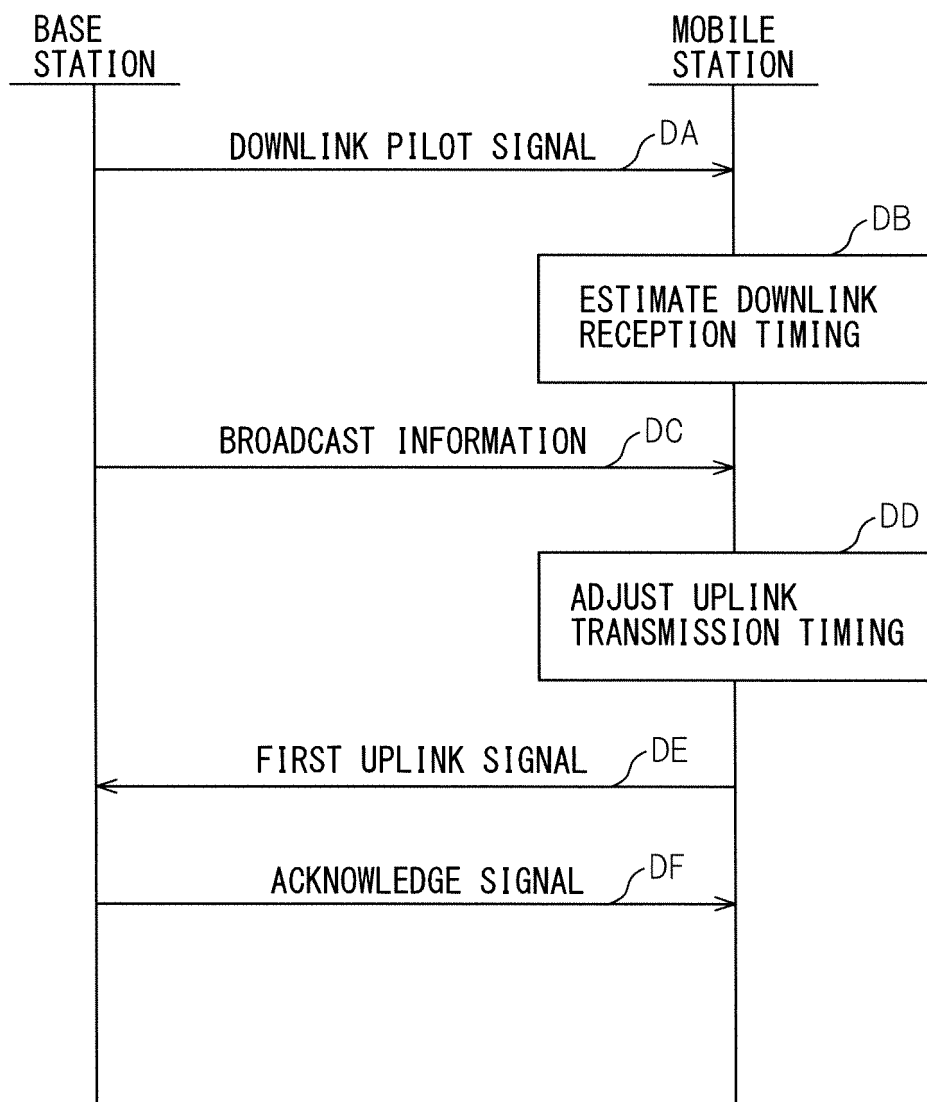 BASE
STATION
MOBILE
STATION
DOWNLINK PILOT SIGNAL
DA
DB
ESTIMATE DOWNLINK
RECEPTION TIMING
BROADCAST INFORMATION
DC
DD
ADJUST UPLINK
TRANSMISSION TIMING
FIRST UPLINK SIGNAL
DE
ACKNOWLEDGE SIGNAL
DF